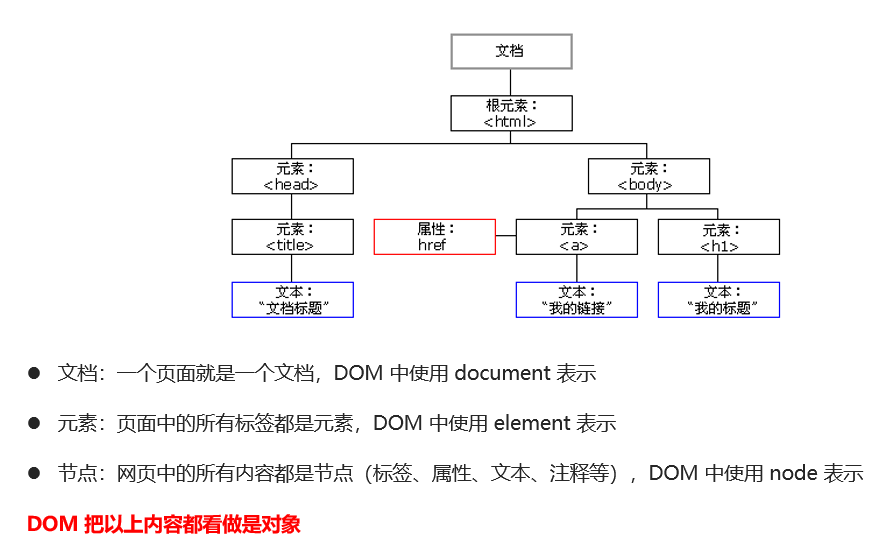 文档
根元素：
<html>
元素：
<head>
元素：
<body>
元素：
<title>
属性：
href
元素：
<a>
元素：
<h1>
文本：
“文档标题”
文本：
“我的链接”
文本：
“我的标题”
● 文档：一个页面就是一个文档，DOM 中使用 document 表示
● 元素：页面中的所有标签都是元素，DOM 中使用 element 表示
● 节点：网页中的所有内容都是节点（标签、属性、文本、注释等），DOM 中使用 node 表示
DOM 把以上内容都看做是对象